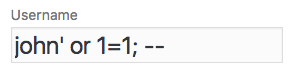 Username
john' or 1=1; --